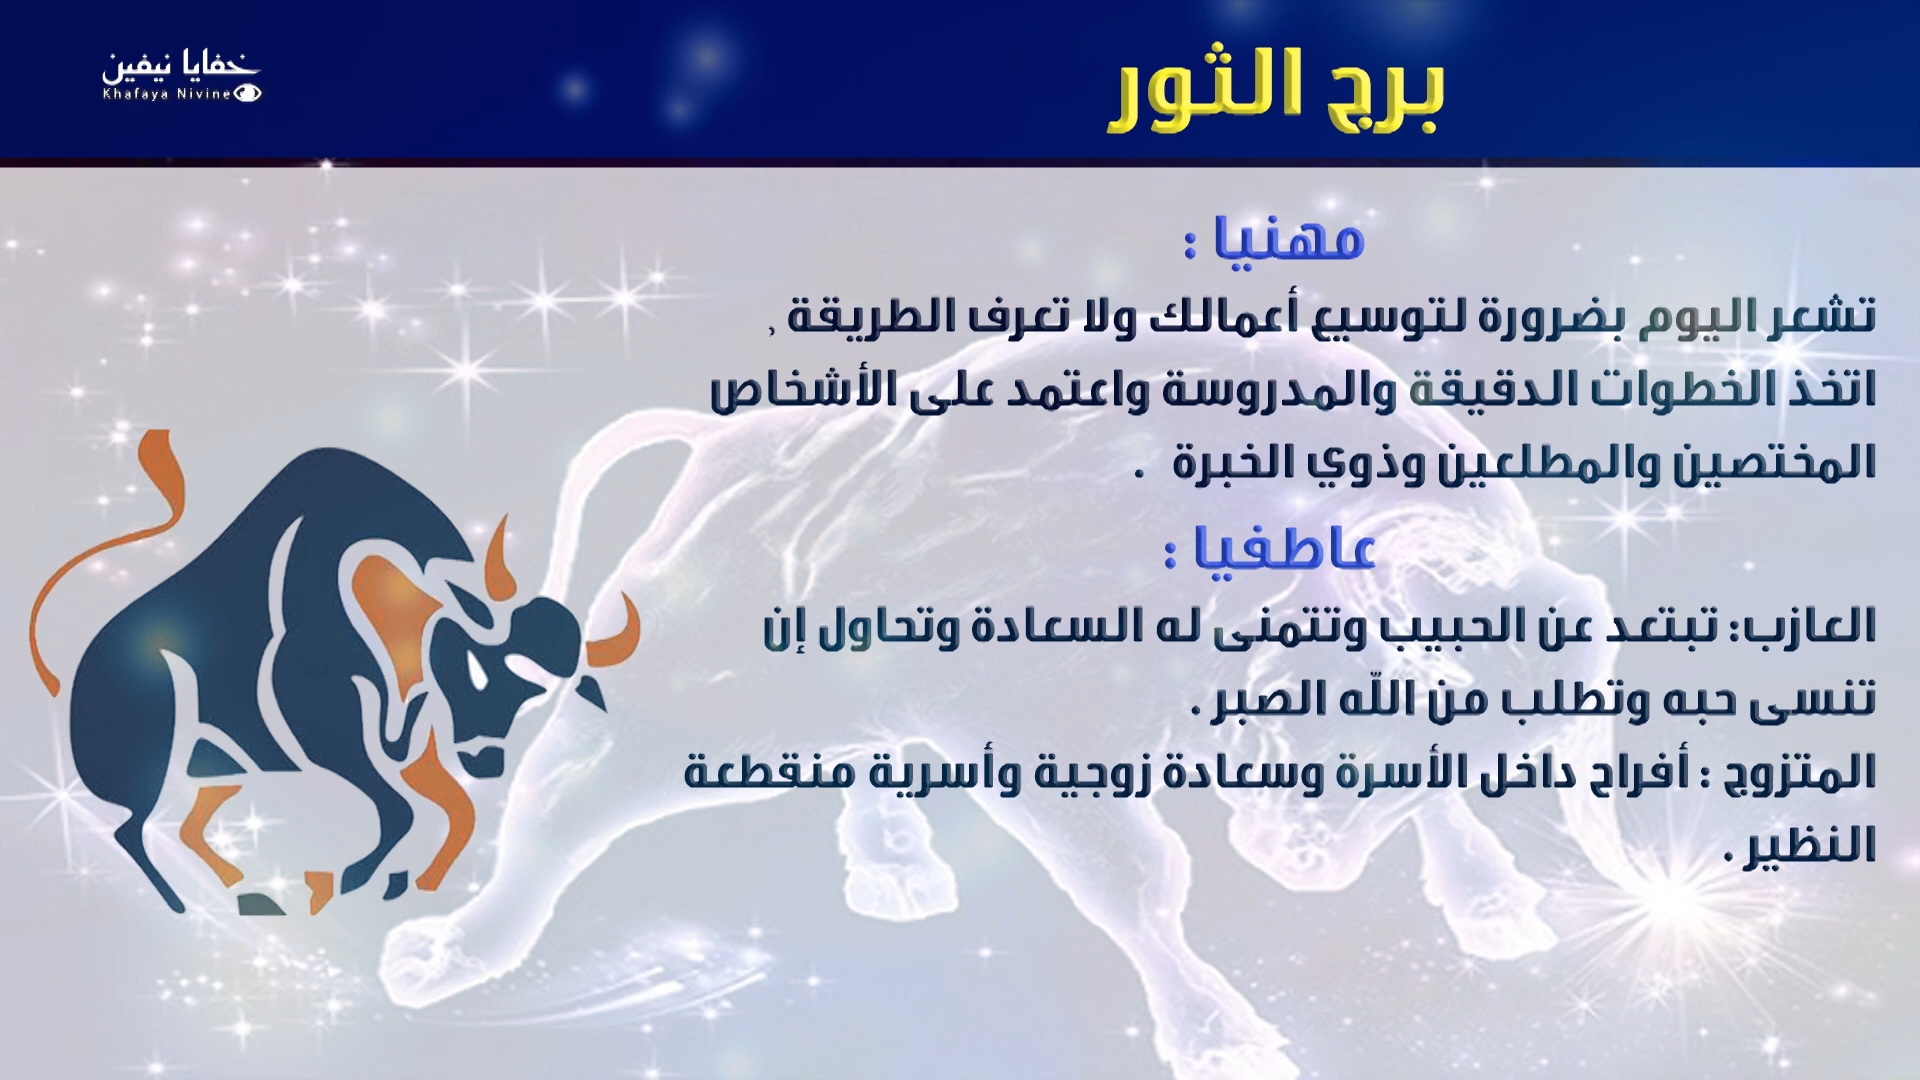 خفايا نيفين
Khafaya Nivine
برج الثور
مهنيا :
تشعر اليوم بضرورة لتوسيع أعمالك ولا تعرف الطريقة ,
اتخذ الخطوات الدقيقة والمدروسة واعتمد على الأشخاص
المختصين والمطلعين وذوي الخبرة .
عاطفيا :
العازب: تبتعد عن الحبيب وتتمنى له السعادة وتحاول إن
تنسى حبه وتطلب من اللّه الصبر .
المتزوج : أفراح داخل الأسرة وسعادة زوجية وأسرية منقطعة
النظير .